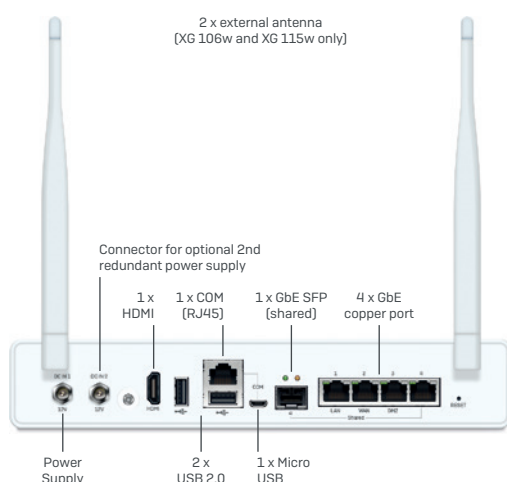 2 x external antenna
(XG 106w and XG 115w only)
Connector for optional 2nd
redundant power supply
1 x
HDMI
1 x COM
(RJ45)
1 x GbE SFP
(shared)
4 x GbE
copper port
DC IN 1
DC IN 2
12V
12V
HDMI
COM
1
2
3
4
LAN
WAN
DMZ
Shared
RESET
Power
Supply
2 x
USB 2.0
1 x Micro
USB